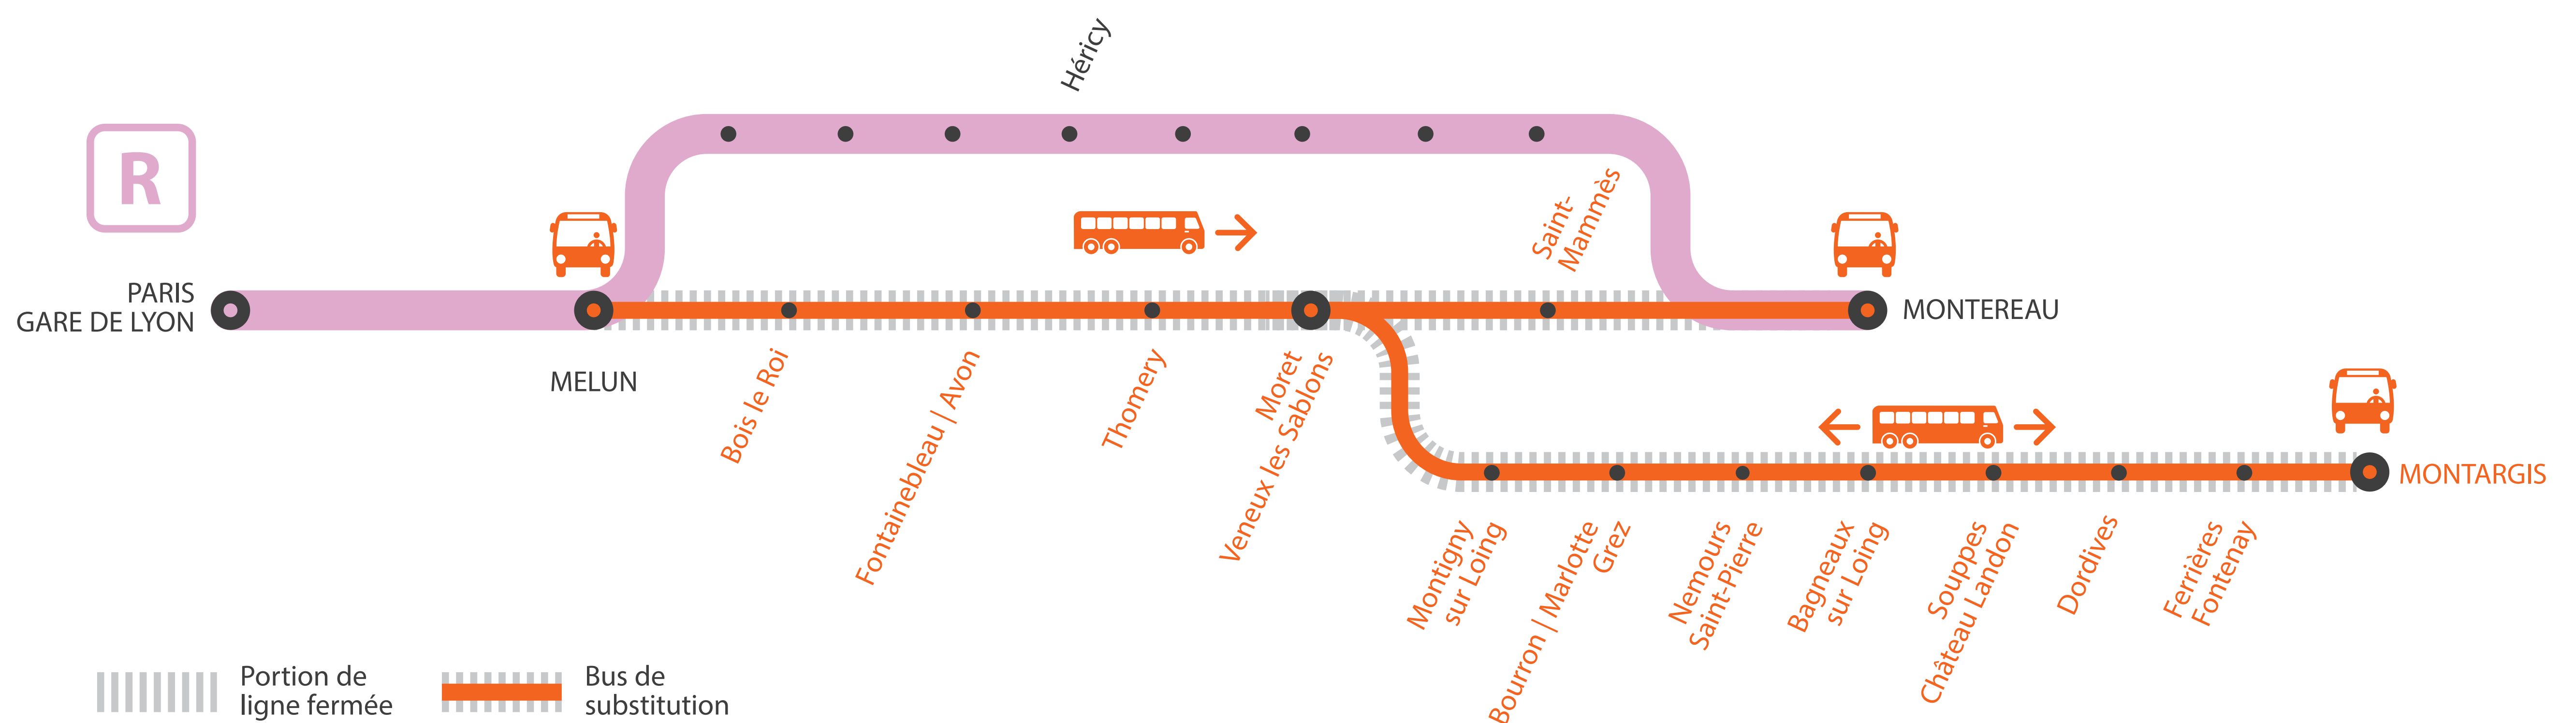 Héricy
R
Saint-
Mammès
PARIS
GARE DE LYON
MONTEREAU
MELUN
Bois le Roi
Fontainebleau | Avon
Thomery
Moret
Veneux les Sablons
MONTARGIS
Montigny
sur Loing
Bourron | Marlotte
Grez
Nemours
Saint-Pierre
Bagneaux
sur Loing
Souppes
Château Landon
Dordives
Ferrières
Fontenay
Portion de
ligne fermée
Bus de
substitution